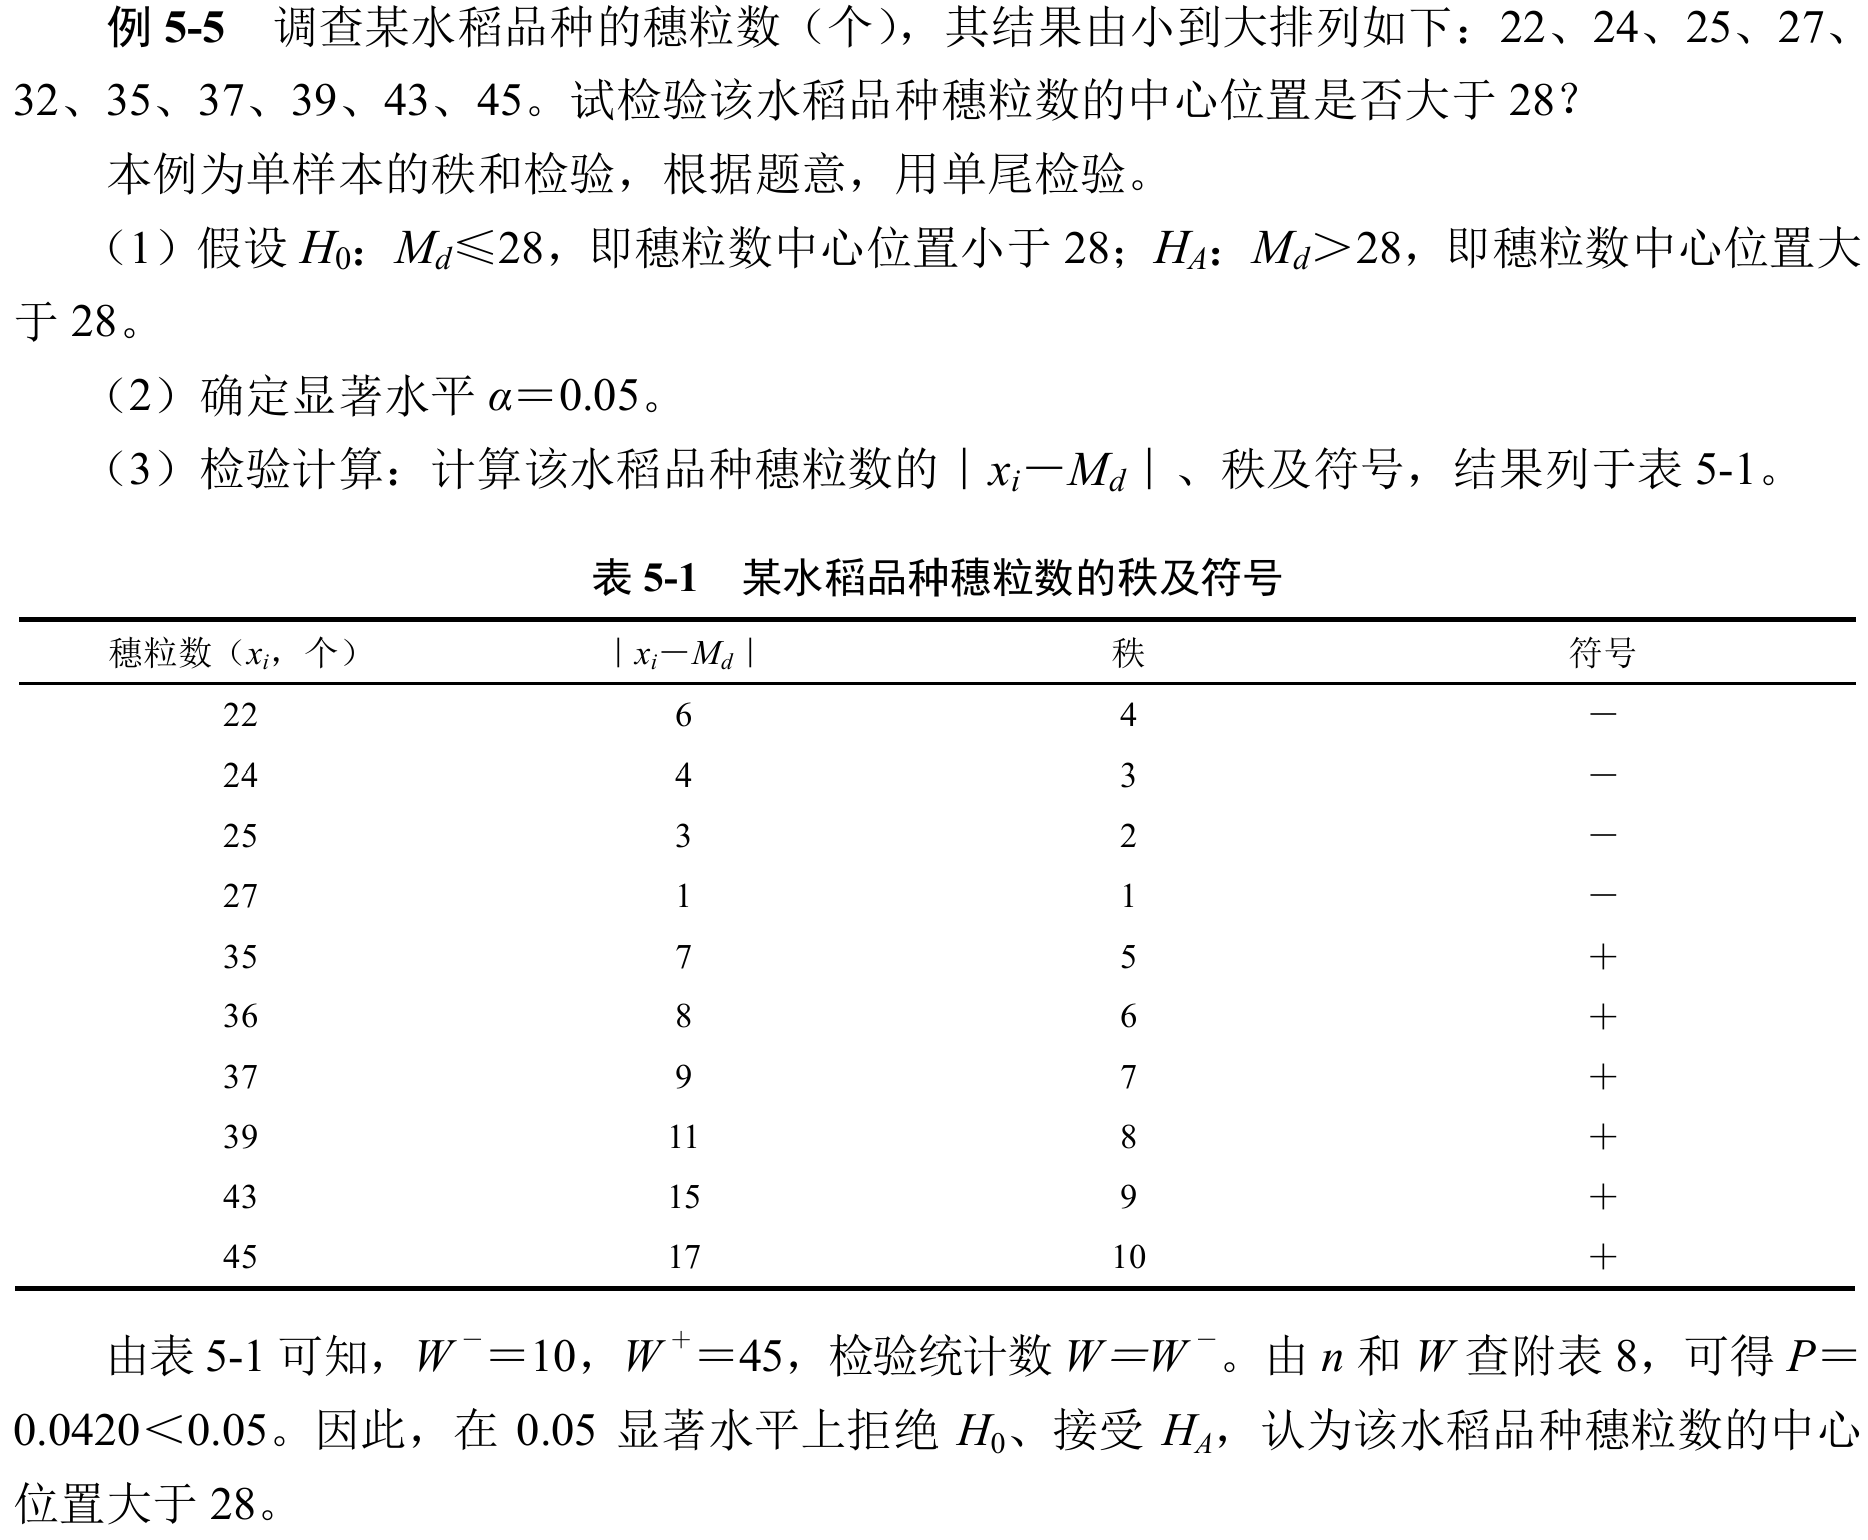 例 5-5 调查某水稻品种的穗粒数（个），其结果由小到大排列如下：22、24、25、27、
32、35、37、39、43、45。试检验该水稻品种穗粒数的中心位置是否大于 28？
本例为单样本的秩和检验，根据题意，用单尾检验。
（1）假设 H0：Md≤28，即穗粒数中心位置小于 28；HA：Md＞28，即穗粒数中心位置大
于 28。
（2）确定显著水平 α＝0.05。
（3）检验计算：计算该水稻品种穗粒数的｜xi－Md｜、秩及符号，结果列于表 5-1。
表 5-1 某水稻品种穗粒数的秩及符号
穗粒数（xi，个） ｜xi－Md｜ 秩 符号
22 6 4 －
24 4 3 －
25 3 2 －
27 1 1 －
35 7 5 ＋
36 8 6 ＋
37 9 7 ＋
39 11 8 ＋
43 15 9 ＋
45 17 10 ＋
由表 5-1 可知，W⁻＝10，W⁺＝45，检验统计数 W＝W⁻。由 n 和 W 查附表 8，可得 P＝
0.0420＜0.05。因此，在 0.05 显著水平上拒绝 H0、接受 HA，认为该水稻品种穗粒数的中心
位置大于 28。